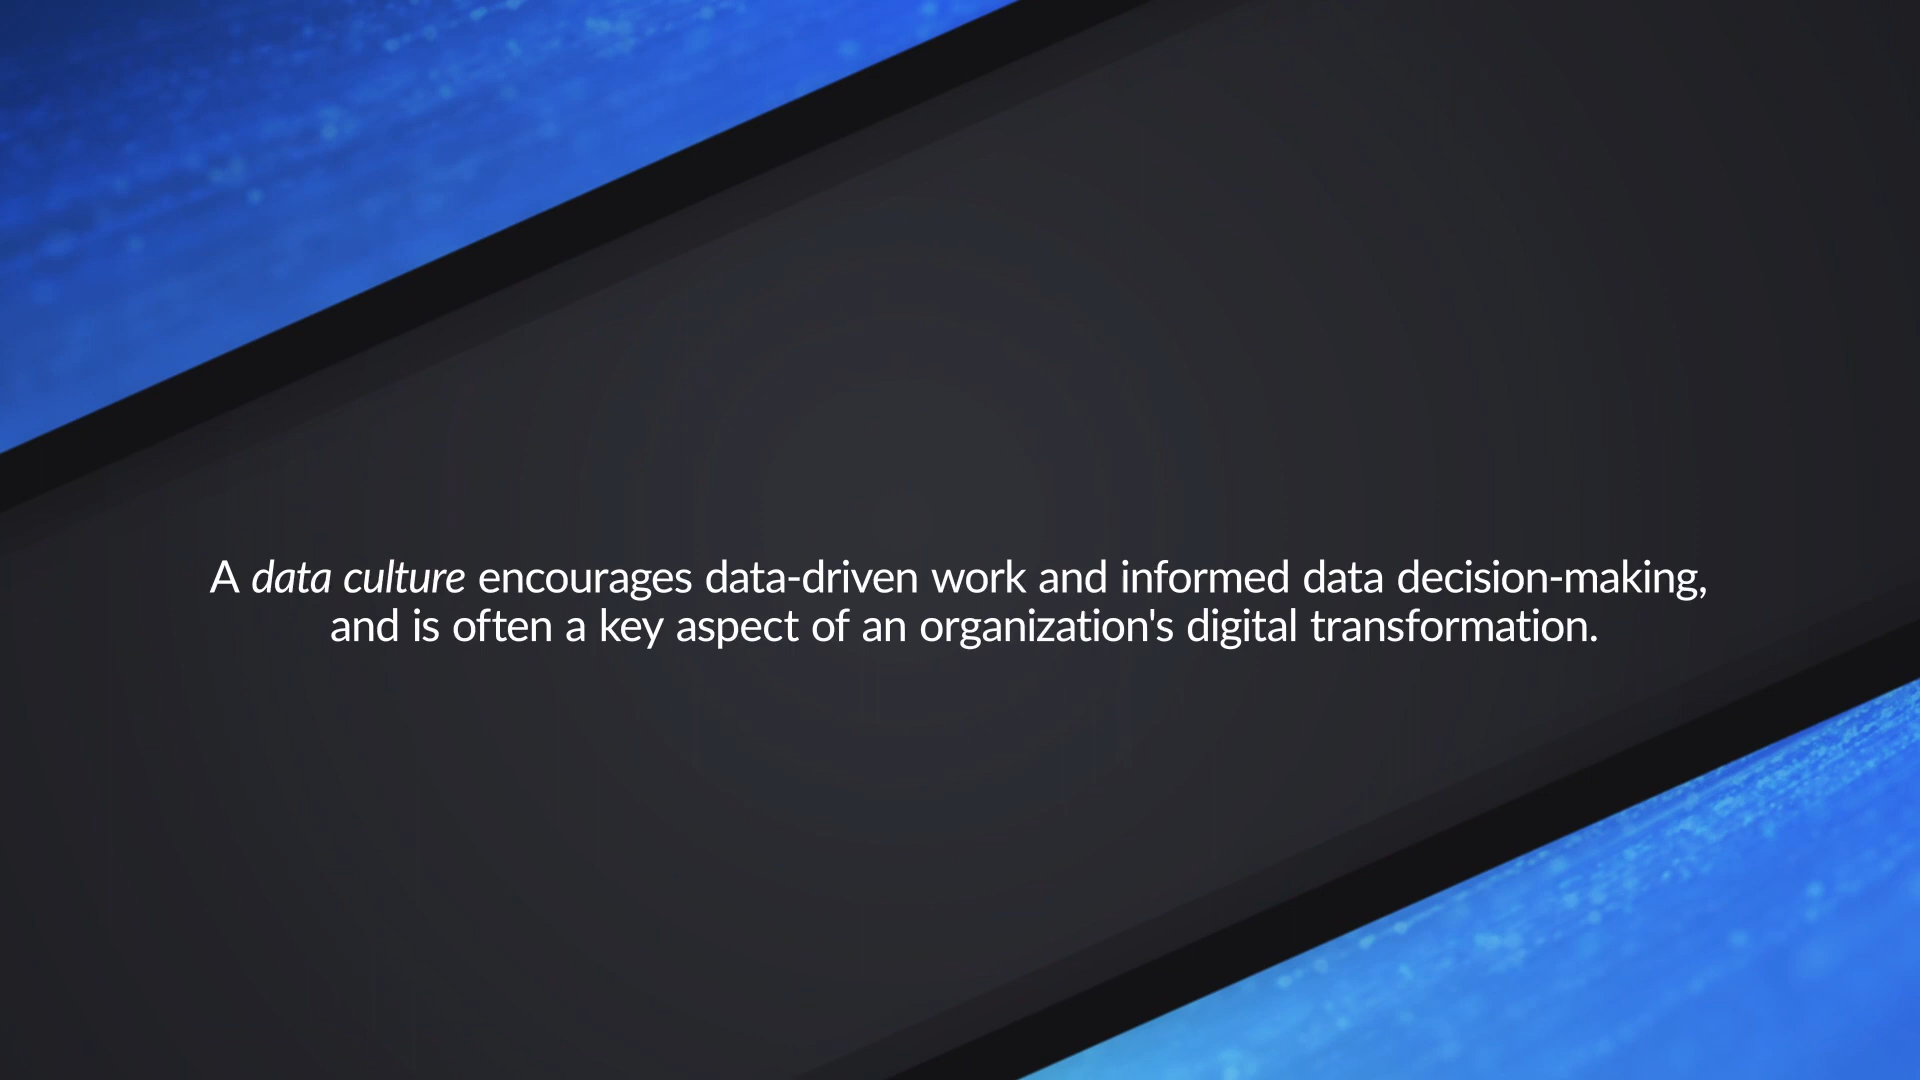 A data culture encourages data-driven work and informed data decision-making,
and is often a key aspect of an organization's digital transformation.